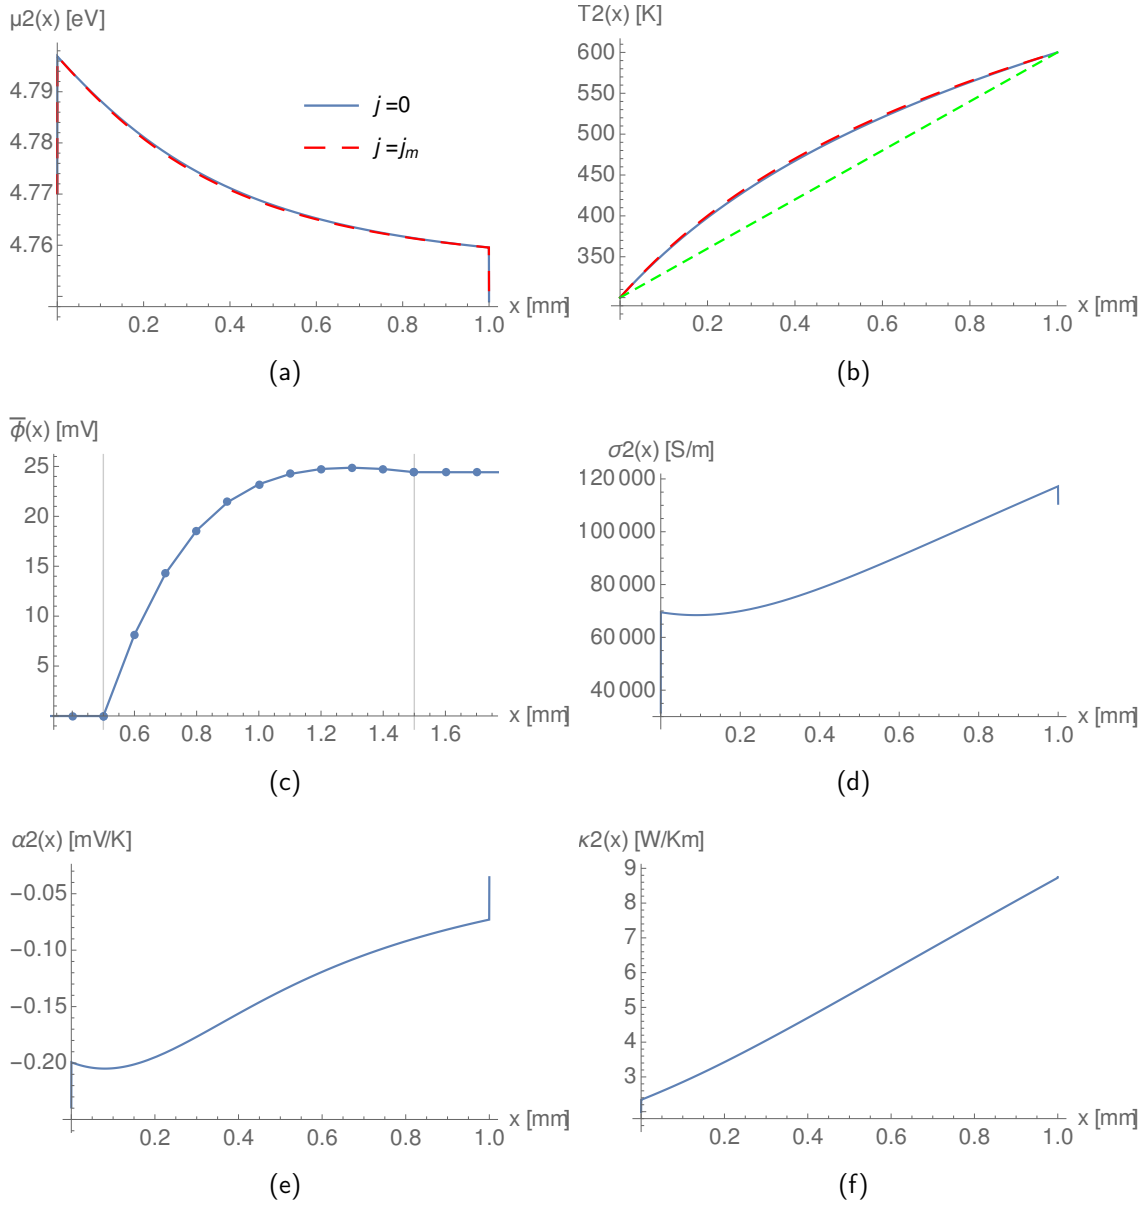 μ2(x) [eV]
4.79
4.78
4.77
4.76
j=0
j=jm
0.2 0.4 0.6 0.8 1.0
x [mm]
(a)
T2(x) [K]
600
550
500
450
400
350
0.2 0.4 0.6 0.8 1.0
x [mm]
(b)
ϕ̅(x) [mV]
25
20
15
10
5
0.6 0.8 1.0 1.2 1.4 1.6
x [mm]
(c)
σ2(x) [S/m]
120 000
100 000
80 000
60 000
40 000
0.2 0.4 0.6 0.8 1.0
x [mm]
(d)
α2(x) [mV/K]
−0.05
−0.10
−0.15
−0.20
0.2 0.4 0.6 0.8 1.0
x [mm]
(e)
κ2(x) [W/Km]
9
8
7
6
5
4
3
0.2 0.4 0.6 0.8 1.0
x [mm]
(f)